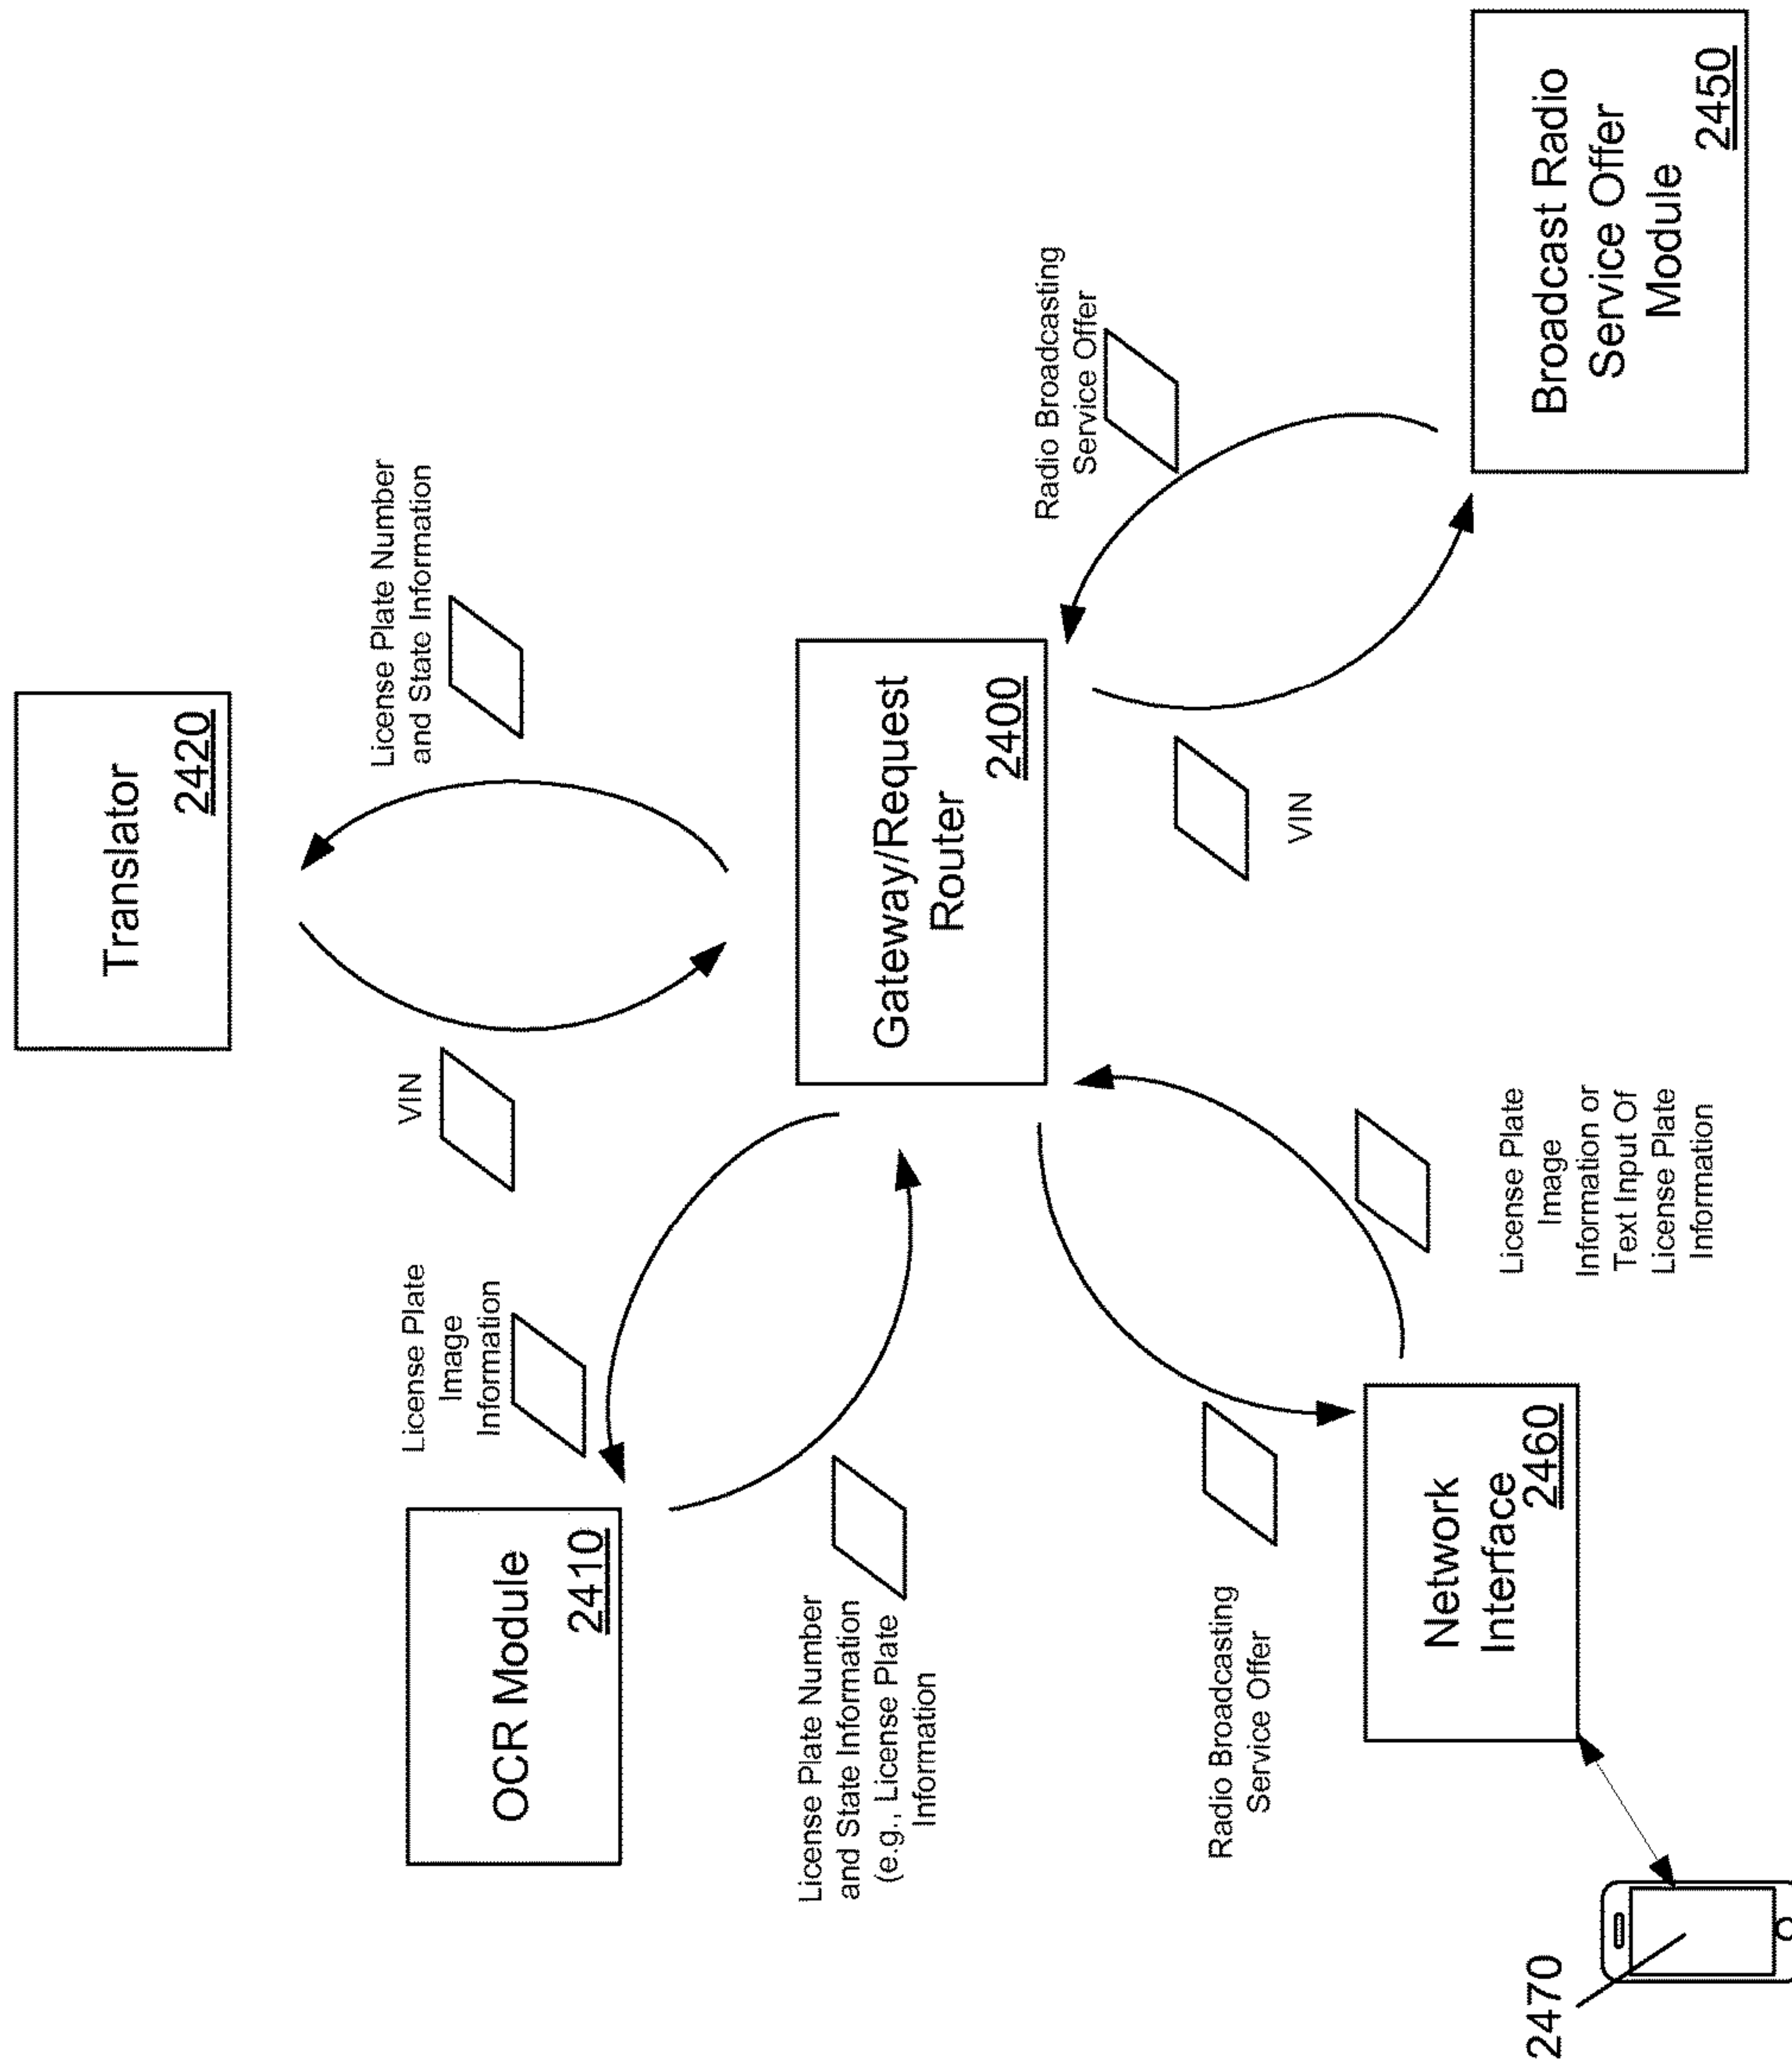 Translator
2420
License Plate Number
and State Information
VIN
License Plate
Image
Information
OCR Module
2410
License Plate Number
and State Information
(e.g., License Plate
Information
Gateway/Request
Router
2400
Radio Broadcasting
Service Offer
VIN
Broadcast Radio
Service Offer
Module
2450
Radio Broadcasting
Service Offer
License Plate
Image
Information or
Text Input Of
License Plate
Information
Network
Interface
2460
2470